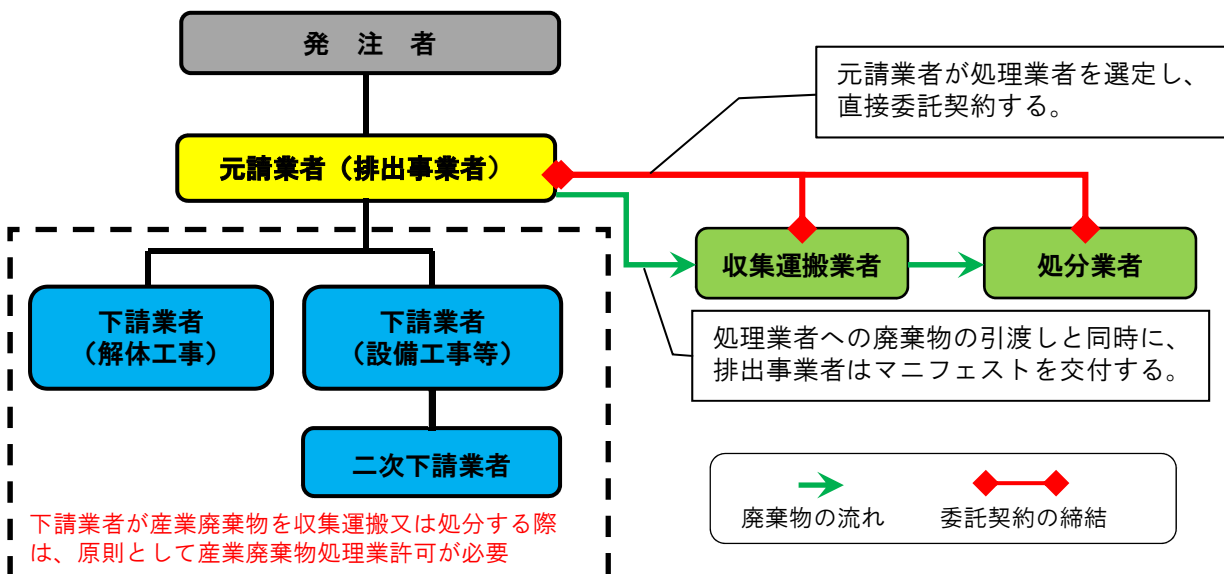 発 注 者
元請業者が処理業者を選定し、
直接委託契約する。
元請業者（排出事業者）
収集運搬業者
処分業者
下請業者
（解体工事）
下請業者
（設備工事等）
処理業者への廃棄物の引渡しと同時に、
排出事業者はマニフェストを交付する。
二次下請業者
下請業者が産業廃棄物を収集運搬又は処分する際
は、原則として産業廃棄物処理業許可が必要
廃棄物の流れ
委託契約の締結